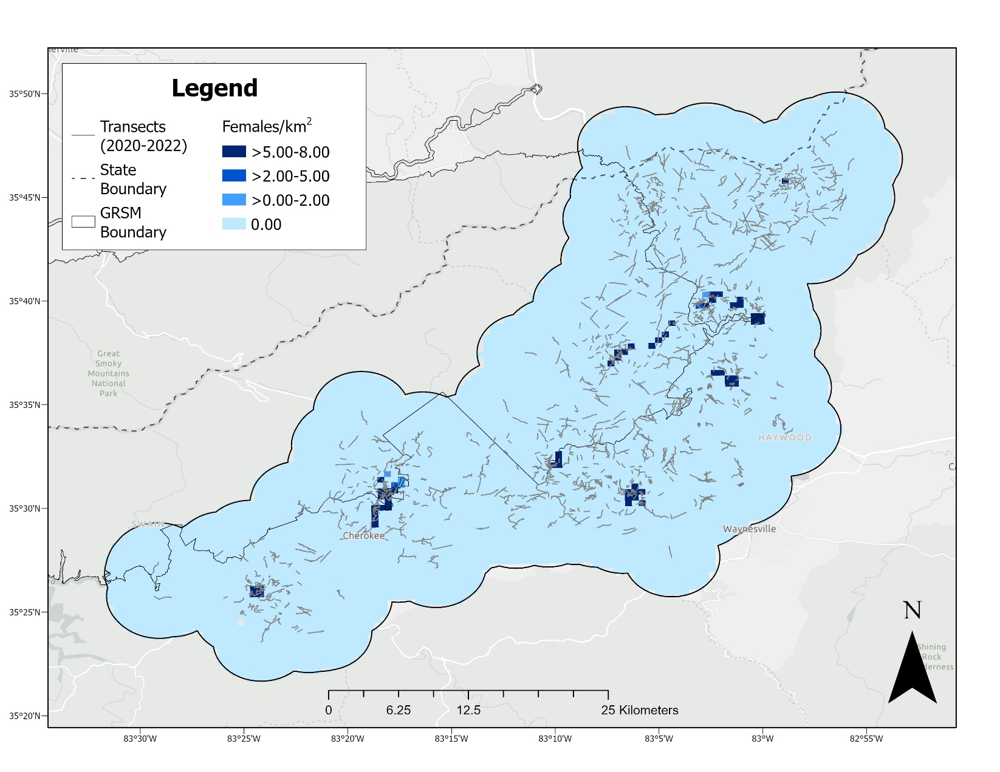 erville
Legend
Transects
(2020-2022)
State
Boundary
GRSM
Boundary
Females/km²
>5.00-8.00
>2.00-5.00
>0.00-2.00
0.00
35°50'N
35°45'N
35°40'N
35°35'N
35°30'N
35°25'N
35°20'N
Great
Smoky
Mountains
National
Park
HAYWOOD
SWAIN
Cherokee
Waynesville
N
Shining
Rock
derness
0
6.25
12.5
25 Kilometers
83°30'W
83°25'W
83°20'W
83°15'W
83°10'W
83°5'W
83°W
82°55'W